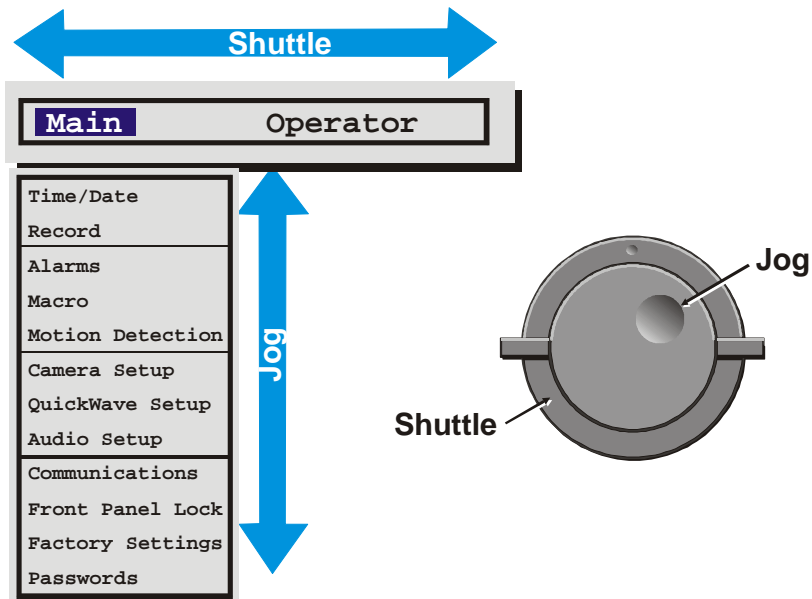 Shuttle
Main Operator
Time/Date
Record
Alarms
Macro
Motion Detection
Camera Setup
QuickWave Setup
Audio Setup
Communications
Front Panel Lock
Factory Settings
Passwords
Jog
Jog
Shuttle